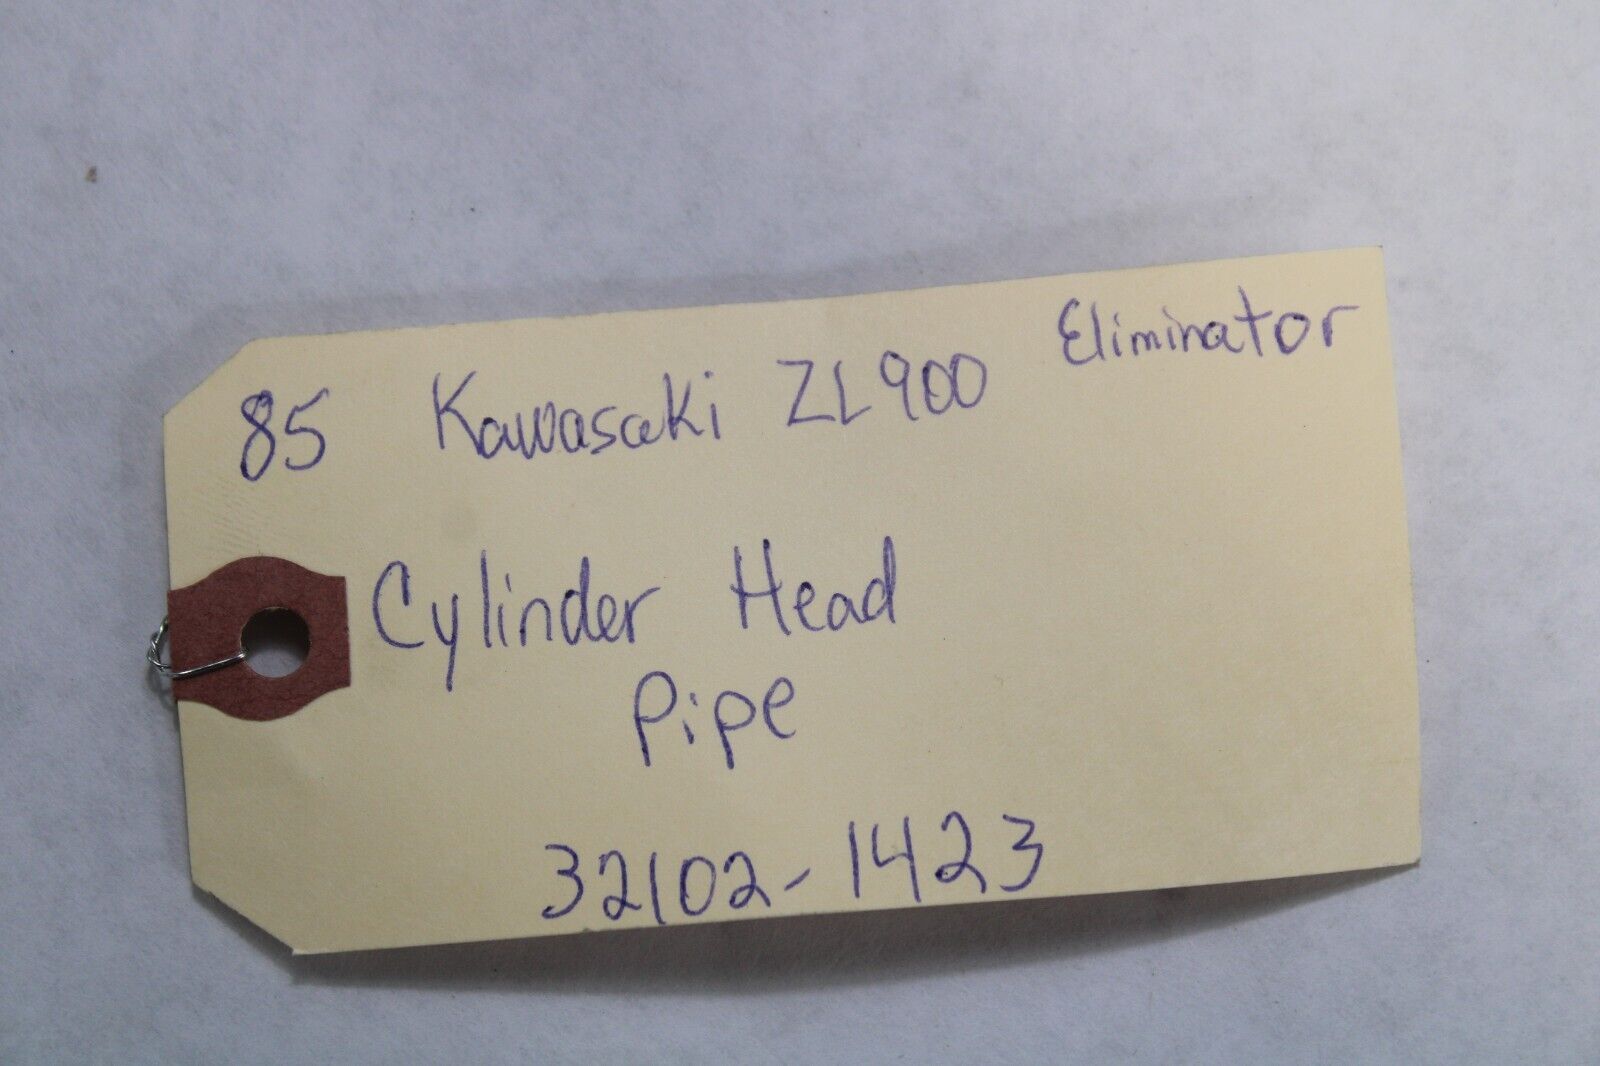 85 Kawasaki ZL900 Eliminator
Cylinder Head
Pipe
32102-1423